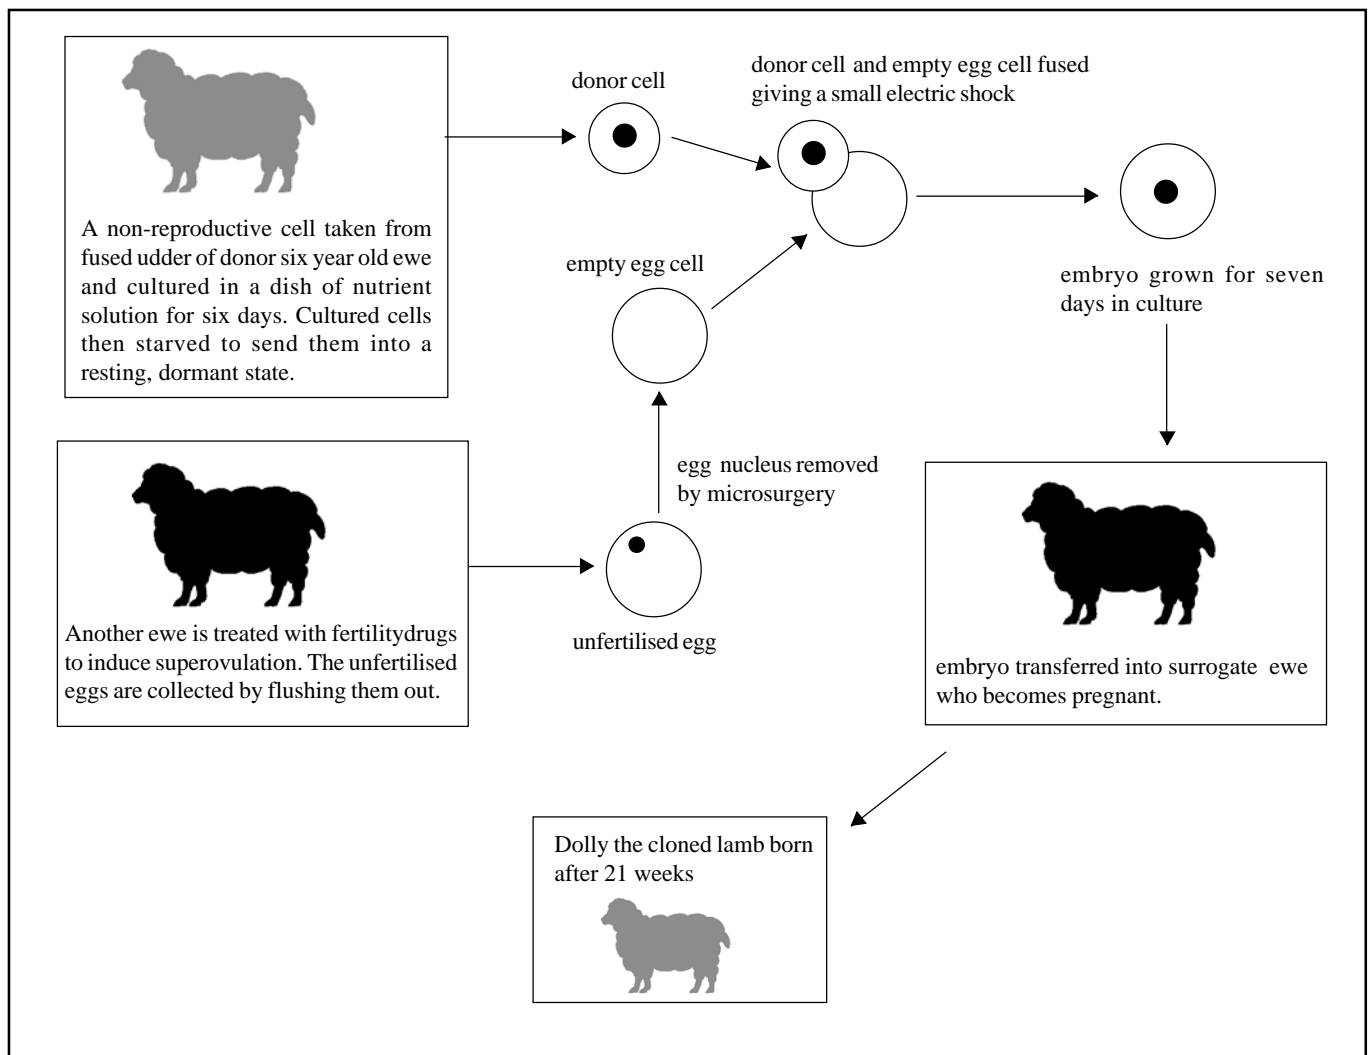 donor cell
donor cell and empty egg cell fused
giving a small electric shock
A non-reproductive cell taken from
fused udder of donor six year old ewe
and cultured in a dish of nutrient
solution for six days. Cultured cells
then starved to send them into a
resting, dormant state.
empty egg cell
embryo grown for seven
days in culture
egg nucleus removed
by microsurgery
Another ewe is treated with fertilitydrugs
to induce superovulation. The unfertilised
eggs are collected by flushing them out.
unfertilised egg
embryo transferred into surrogate ewe
who becomes pregnant.
Dolly the cloned lamb born
after 21 weeks